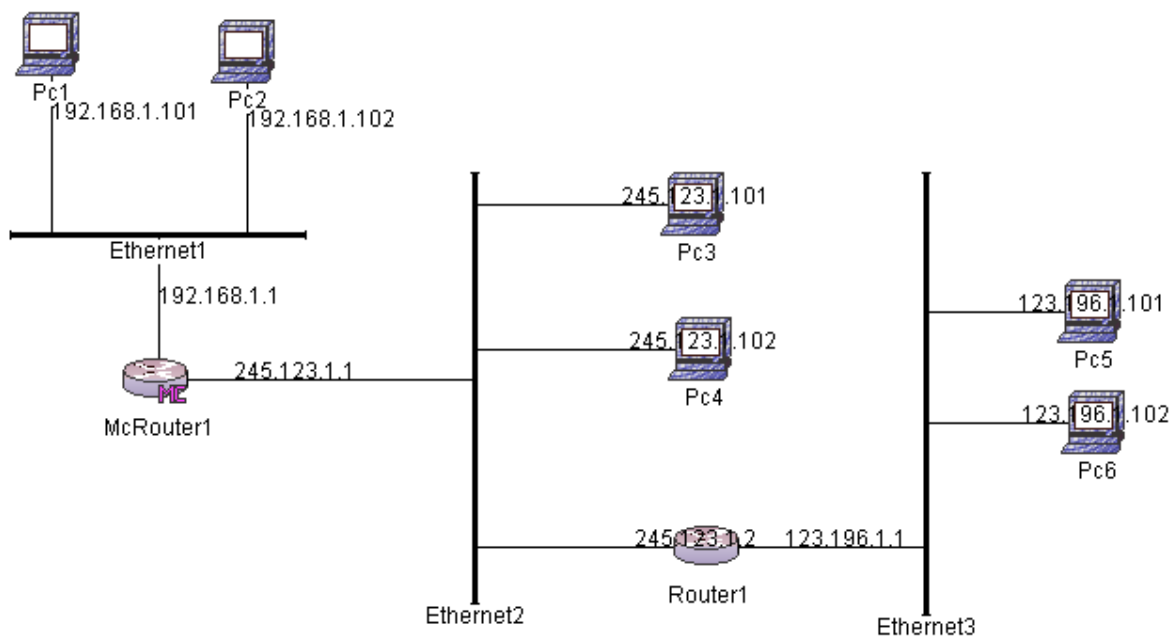 Pc1
192.168.1.101
Pc2
192.168.1.102
Ethernet1
192.168.1.1
McRouter1
MC
245.123.1.1
245.123.1.101
Pc3
245.123.1.102
Pc4
245.123.1.2
Router1
123.196.1.1
Ethernet2
123.196.1.101
Pc5
123.196.1.102
Pc6
Ethernet3